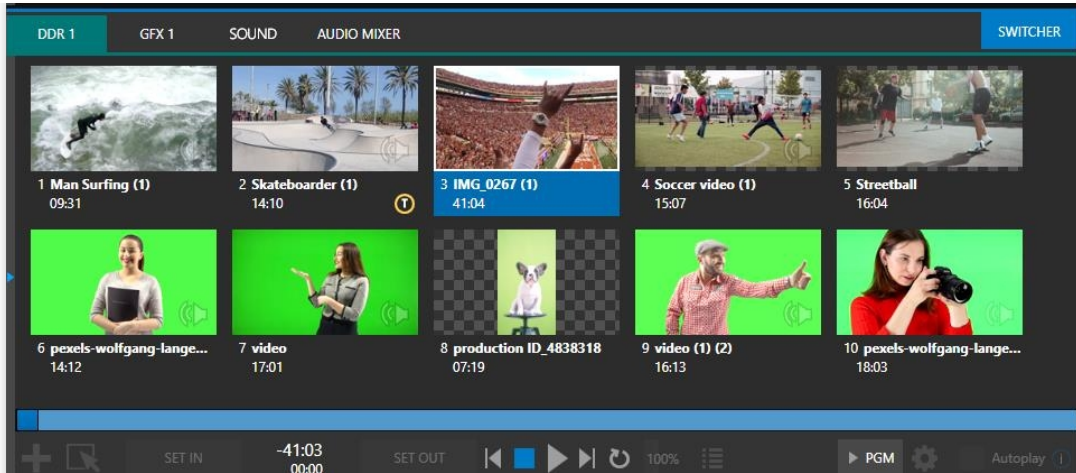 DDR 1 GFX 1 SOUND AUDIO MIXER SWITCHER
1 Man Surfing (1) 2 Skateboarder (1) 3 IMG_0267 (1) 4 Soccer video (1) 5 Streetball
09:31 14:10 T 41:04 15:07 16:04
6 pexels-wolfgang-lange... 7 video 8 production ID_4838318 9 video (1) (2) 10 pexels-wolfgang-lange...
14:12 17:01 07:19 16:13 18:03
SET IN -41:03 SET OUT 100% PGM Autoplay
00:00